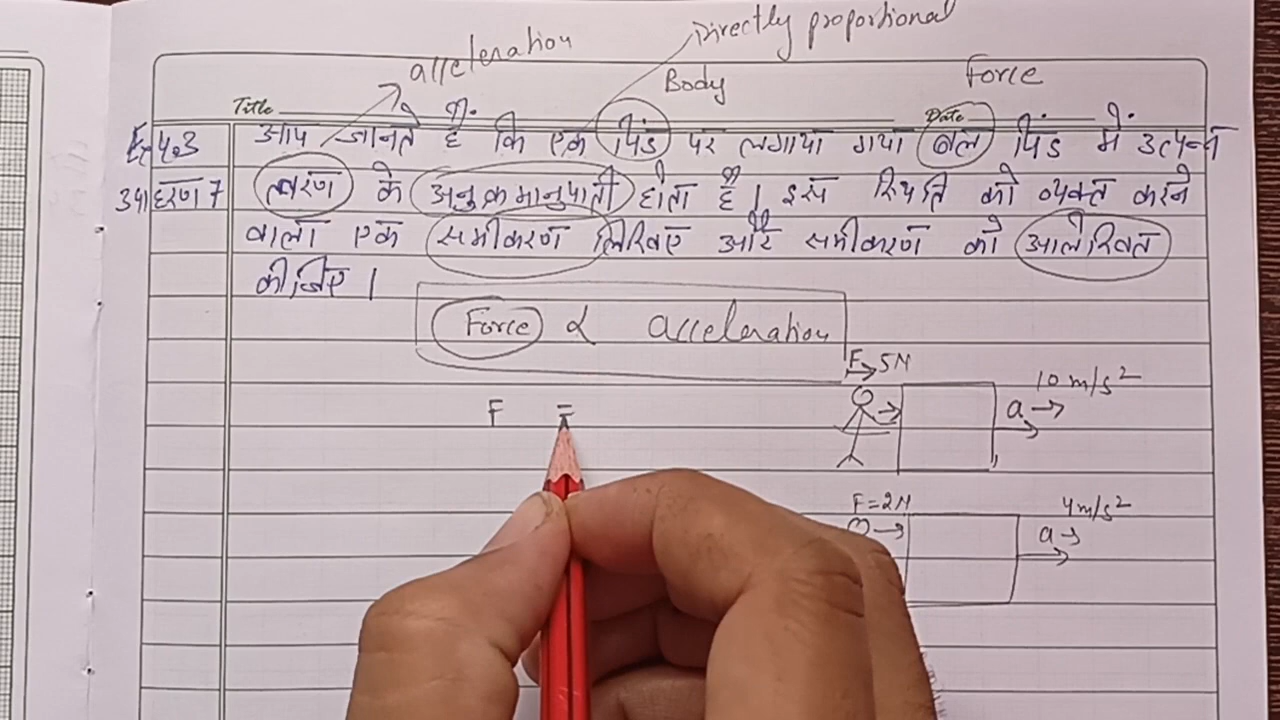 Directly proportional
acceleration
Body
Force
Title
Date
Ex 4.3 आप जानते हैं कि एक पिंड पर लगाया गया बल पिंड में उत्पन्न
उदाहरण 7 त्वरण के अनुक्रमानुपाती होता है। इस स्थिति को व्यक्त करने
वाला एक समीकरण लिखिए और समीकरण को आलेखित
कीजिए।
Force ∝ acceleration
F → 5N
10 m/s²
a →
F =
F = 2N
4 m/s²
a →